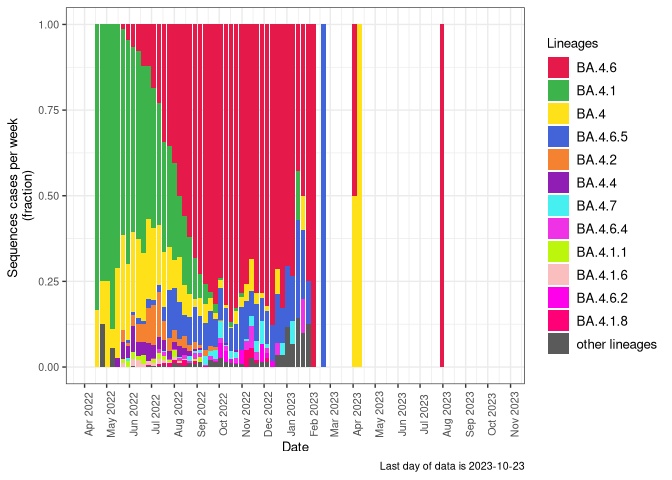 Sequences cases per week
(fraction)
1.00
0.75
0.50
0.25
0.00
Apr 2022
May 2022
Jun 2022
Jul 2022
Aug 2022
Sep 2022
Oct 2022
Nov 2022
Dec 2022
Jan 2023
Feb 2023
Mar 2023
Apr 2023
May 2023
Jun 2023
Jul 2023
Aug 2023
Sep 2023
Oct 2023
Nov 2023
Date
Lineages
BA.4.6
BA.4.1
BA.4
BA.4.6.5
BA.4.2
BA.4.4
BA.4.7
BA.4.6.4
BA.4.1.1
BA.4.1.6
BA.4.6.2
BA.4.1.8
other lineages
Last day of data is 2023-10-23